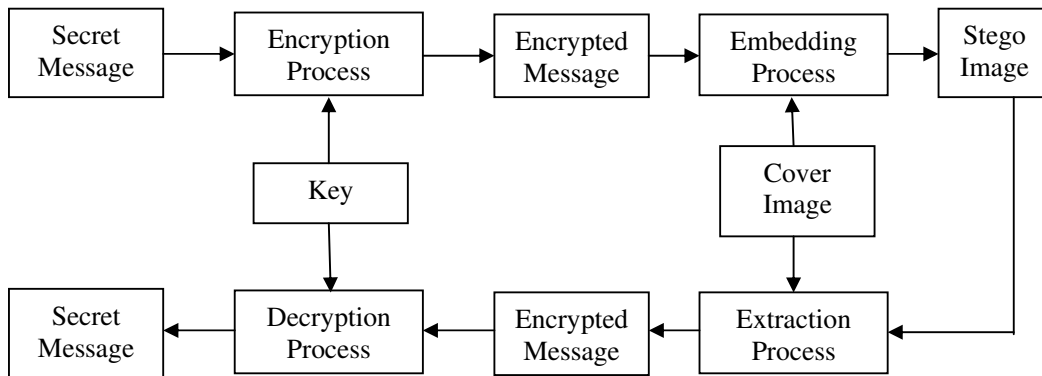 Secret
Message
Encryption
Process
Encrypted
Message
Embedding
Process
Stego
Image
Key
Cover
Image
Secret
Message
Decryption
Process
Encrypted
Message
Extraction
Process